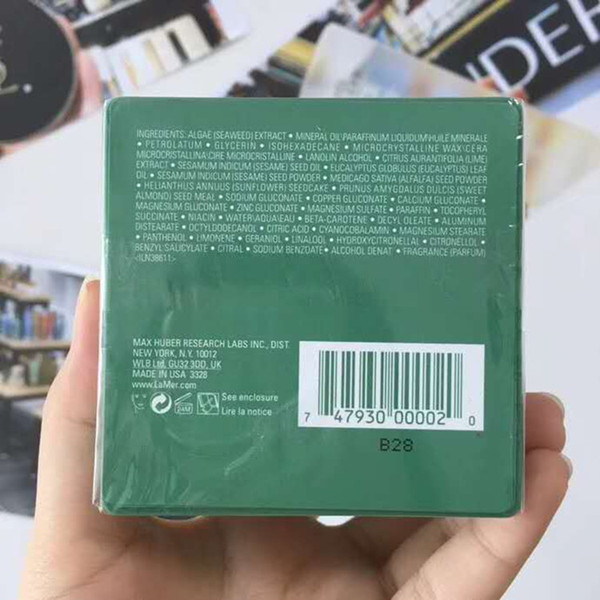 INGREDIENTS: ALGAE (SEAWEED) EXTRACT • MINERAL OIL\PARAFFINUM LIQUIDUM\HUILE MINERALE
• PETROLATUM • GLYCERIN • ISOHEXADECANE • MICROCRYSTALLINE WAX\CERA
MICROCRISTALLINA\CIRE MICROCRISTALLINE • LANOLIN ALCOHOL • CITRUS AURANTIFOLIA (LIME)
EXTRACT • SESAMUM INDICUM (SESAME) SEED OIL • EUCALYPTUS GLOBULUS (EUCALYPTUS) LEAF
OIL • SESAMUM INDICUM (SESAME) SEED POWDER • MEDICAGO SATIVA (ALFALFA) SEED POWDER
• HELIANTHUS ANNUUS (SUNFLOWER) SEEDCAKE • PRUNUS AMYGDALUS DULCIS (SWEET
ALMOND) SEED MEAL • SODIUM GLUCONATE • COPPER GLUCONATE • CALCIUM GLUCONATE •
MAGNESIUM GLUCONATE • ZINC GLUCONATE • MAGNESIUM SULFATE • PARAFFIN • TOCOPHERYL
SUCCINATE • NIACIN • WATER\AQUA\EAU • BETA-CAROTENE • DECYL OLEATE • ALUMINUM
DISTEARATE • OCTYLDODECANOL • CITRIC ACID • CYANOCOBALAMIN • MAGNESIUM STEARATE
• PANTHENOL • LIMONENE • GERANIOL • LINALOOL • HYDROXYCITRONELLAL • CITRONELLOL •
BENZYL SALICYLATE • CITRAL • SODIUM BENZOATE • ALCOHOL DENAT • FRAGRANCE (PARFUM)
<ILN38611>
MAX HUBER RESEARCH LABS INC., DIST.
NEW YORK, N.Y. 10012
WLB Ltd. GU32 3DD, UK
MADE IN USA 332B
www.LaMer.com
24M
See enclosure
Lire la notice
7 47930 00002 0
B28
NDER